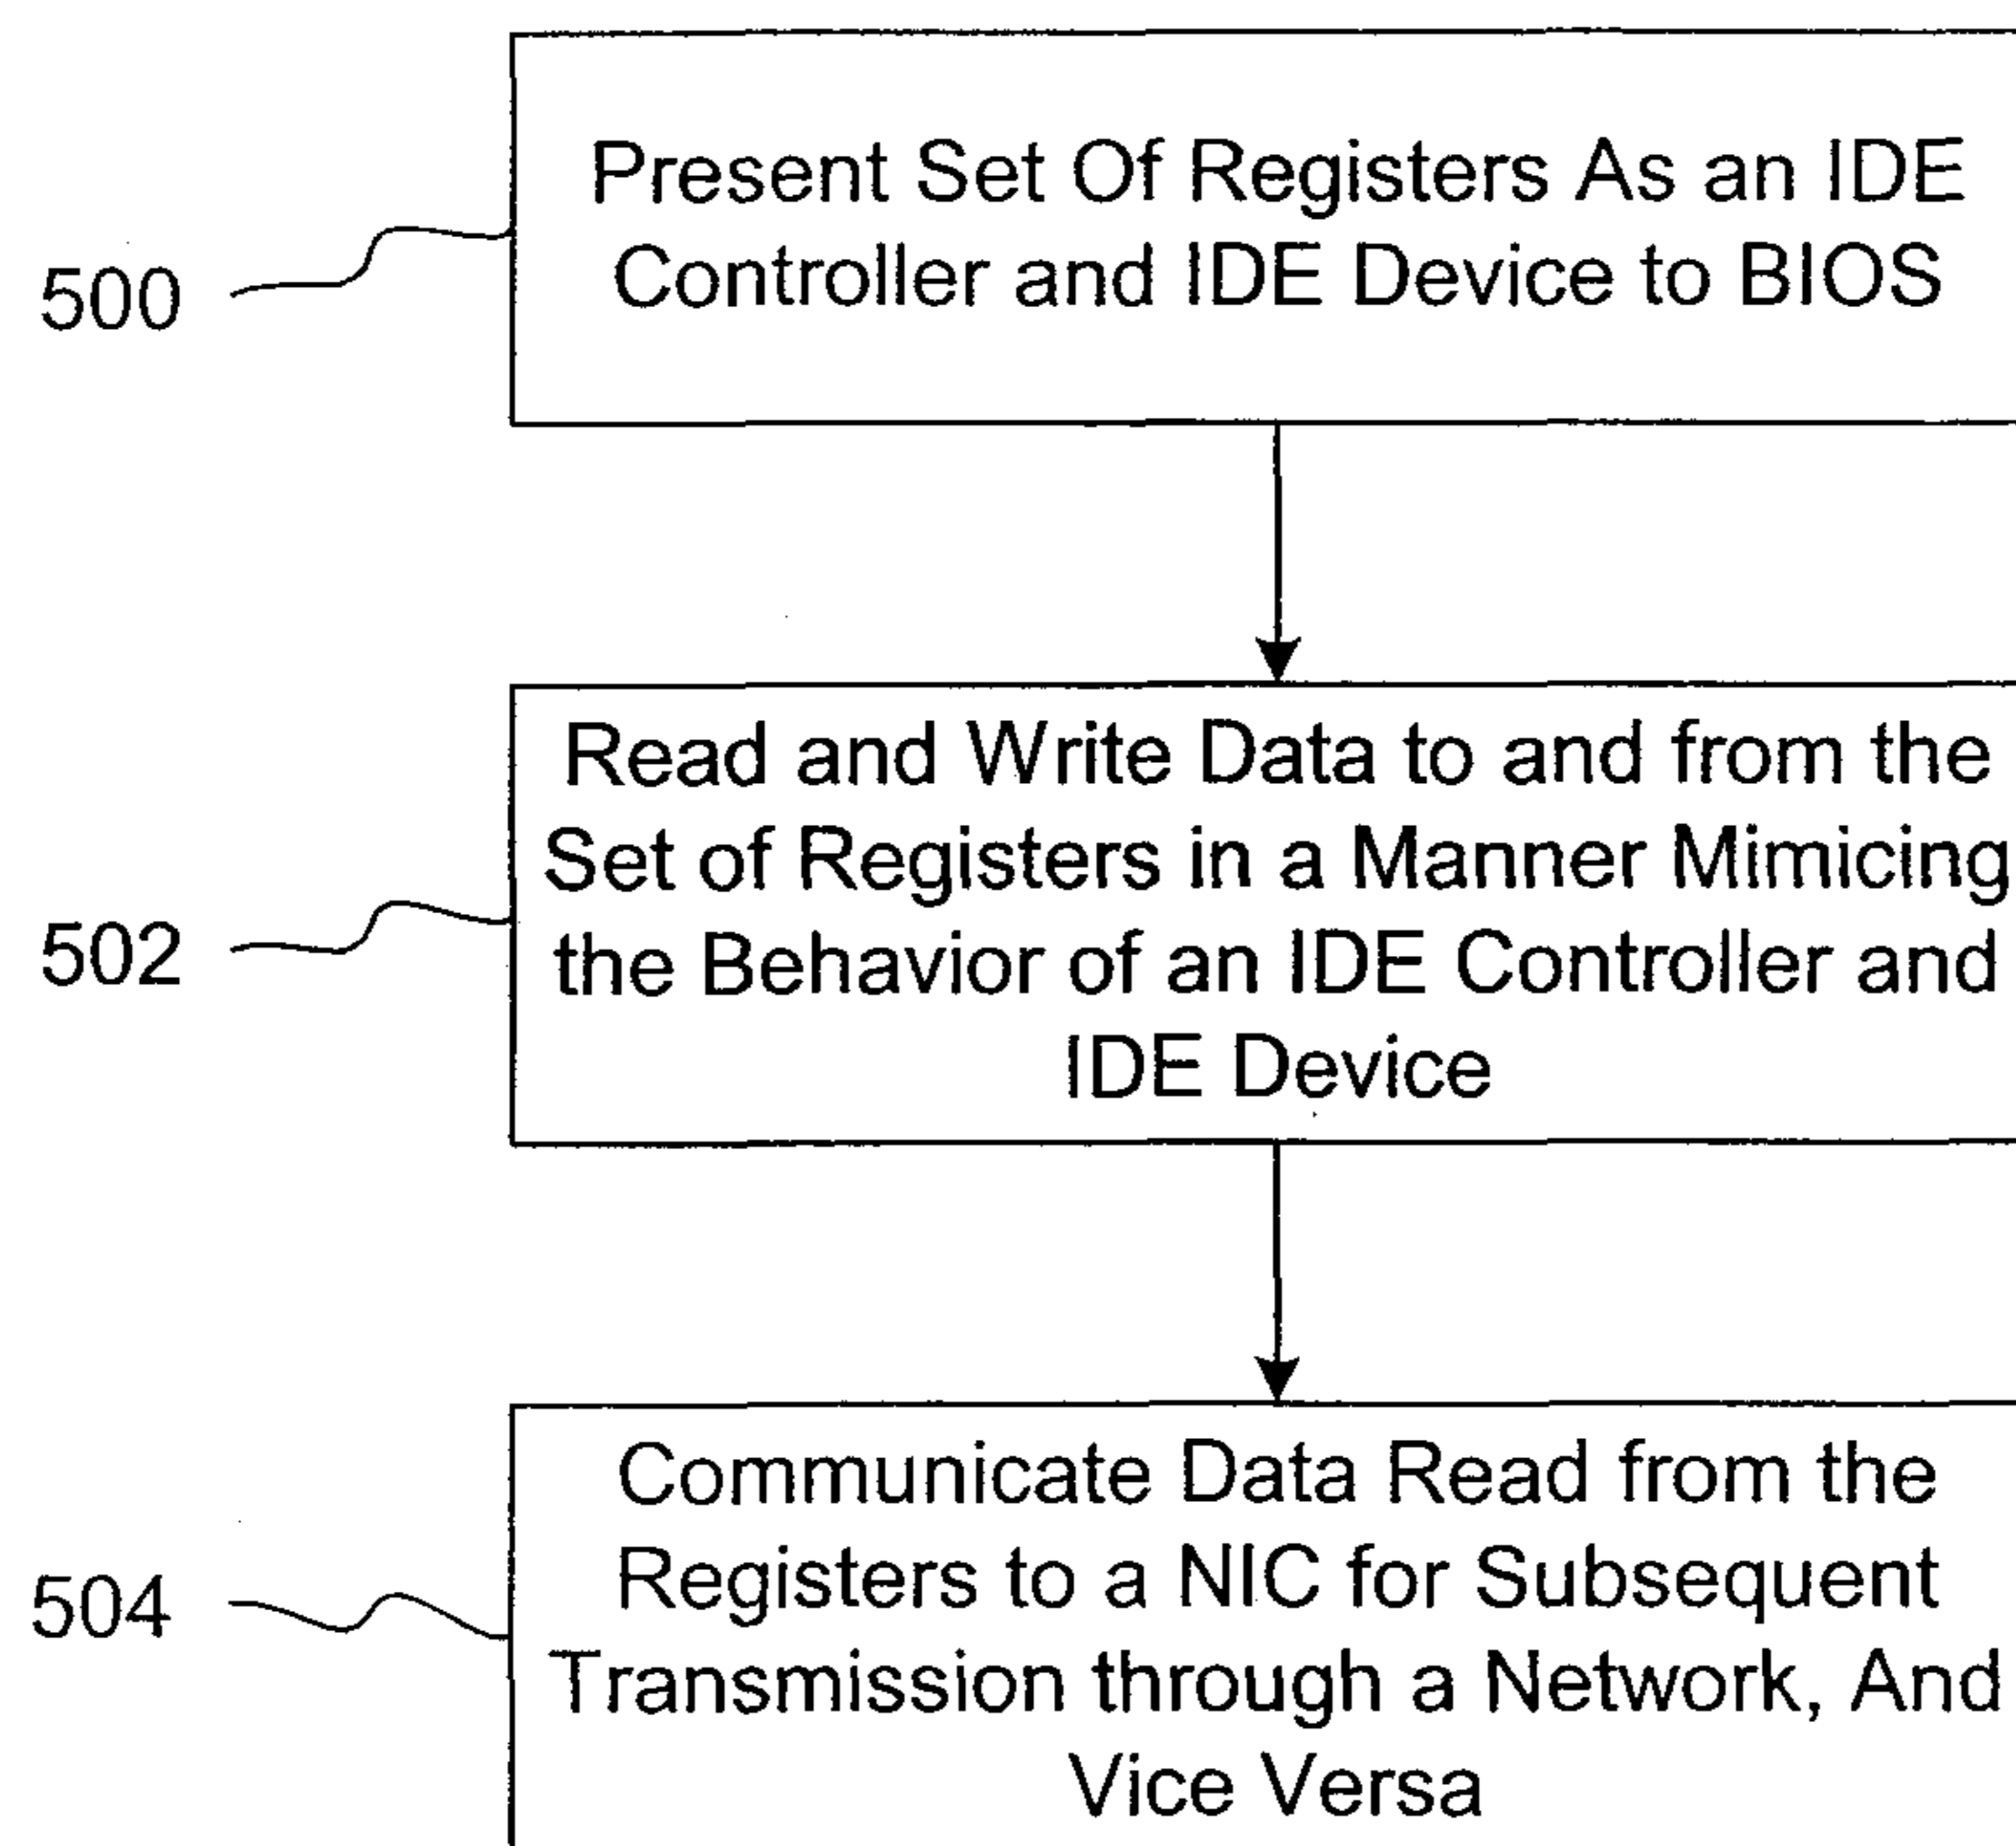 Present Set Of Registers As an IDE
Controller and IDE Device to BIOS
500
Read and Write Data to and from the
Set of Registers in a Manner Mimicing
the Behavior of an IDE Controller and
IDE Device
502
Communicate Data Read from the
Registers to a NIC for Subsequent
Transmission through a Network, And
Vice Versa
504